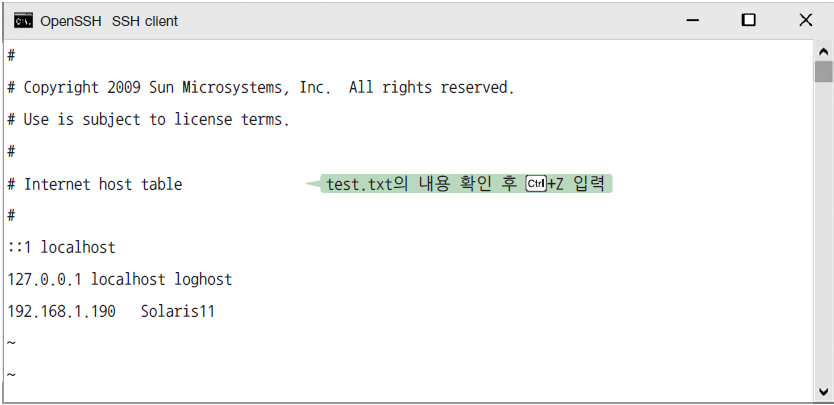 OpenSSH SSH client
#
# Copyright 2009 Sun Microsystems, Inc.  All rights reserved.
# Use is subject to license terms.
#
# Internet host table
test.txt의 내용 확인 후 Ctrl+Z 입력
#
::1 localhost
127.0.0.1 localhost loghost
192.168.1.190   Solaris11
~
~